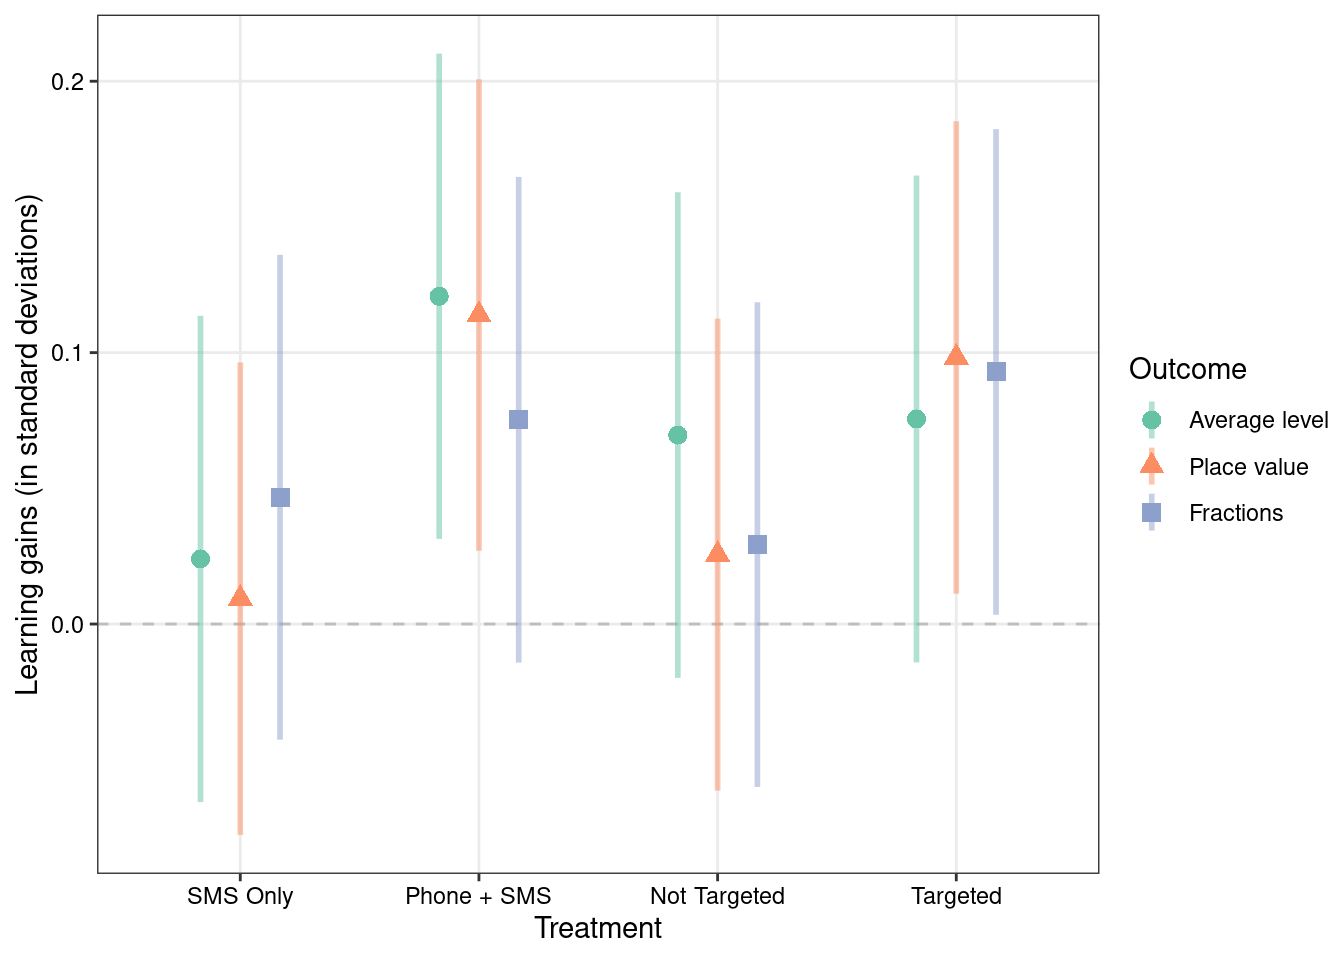 Learning gains (in standard deviations)
0.2
0.1
0.0
SMS Only
Phone + SMS
Not Targeted
Targeted
Treatment
Outcome
Average level
Place value
Fractions